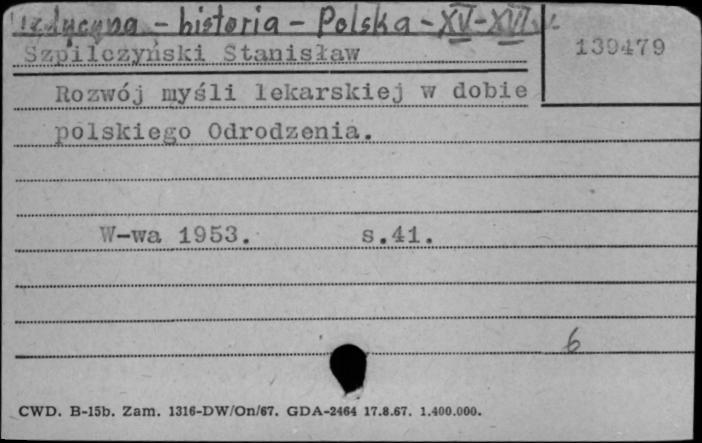 Medycyna - historia - Polska - XV-XVI w.
139479
Szpilczyński Stanisław
Rozwój myśli lekarskiej w dobie
polskiego Odrodzenia.
W-wa 1953. s.41.
6
CWD. B-15b. Zam. 1316-DW/On/67. GDA-2464 17.8.67. 1.400.000.